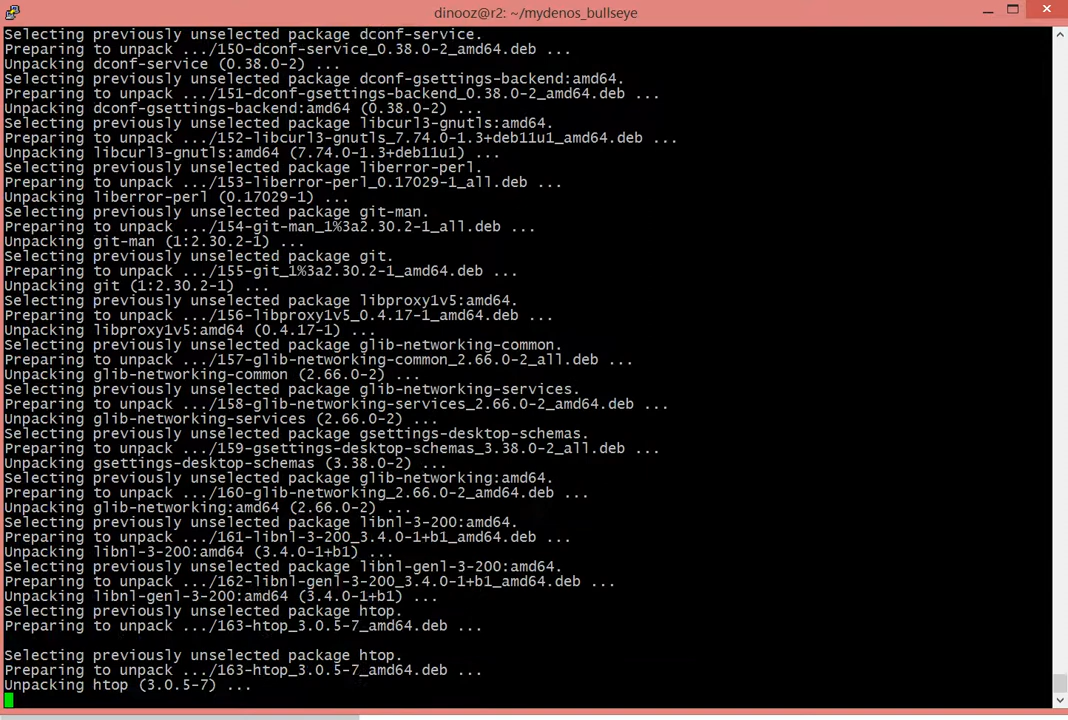 dinooz@r2: ~/mydenos_bullseye
Selecting previously unselected package dconf-service.
Preparing to unpack .../150-dconf-service_0.38.0-2_amd64.deb ...
Unpacking dconf-service (0.38.0-2) ...
Selecting previously unselected package dconf-gsettings-backend:amd64.
Preparing to unpack .../151-dconf-gsettings-backend_0.38.0-2_amd64.deb ...
Unpacking dconf-gsettings-backend:amd64 (0.38.0-2) ...
Selecting previously unselected package libcurl3-gnutls:amd64.
Preparing to unpack .../152-libcurl3-gnutls_7.74.0-1.3+deb11u1_amd64.deb ...
Unpacking libcurl3-gnutls:amd64 (7.74.0-1.3+deb11u1) ...
Selecting previously unselected package liberror-perl.
Preparing to unpack .../153-liberror-perl_0.17029-1_all.deb ...
Unpacking liberror-perl (0.17029-1) ...
Selecting previously unselected package git-man.
Preparing to unpack .../154-git-man_1%3a2.30.2-1_all.deb ...
Unpacking git-man (1:2.30.2-1) ...
Selecting previously unselected package git.
Preparing to unpack .../155-git_1%3a2.30.2-1_amd64.deb ...
Unpacking git (1:2.30.2-1) ...
Selecting previously unselected package libproxy1v5:amd64.
Preparing to unpack .../156-libproxy1v5_0.4.17-1_amd64.deb ...
Unpacking libproxy1v5:amd64 (0.4.17-1) ...
Selecting previously unselected package glib-networking-common.
Preparing to unpack .../157-glib-networking-common_2.66.0-2_all.deb ...
Unpacking glib-networking-common (2.66.0-2) ...
Selecting previously unselected package glib-networking-services.
Preparing to unpack .../158-glib-networking-services_2.66.0-2_amd64.deb ...
Unpacking glib-networking-services (2.66.0-2) ...
Selecting previously unselected package gsettings-desktop-schemas.
Preparing to unpack .../159-gsettings-desktop-schemas_3.38.0-2_all.deb ...
Unpacking gsettings-desktop-schemas (3.38.0-2) ...
Selecting previously unselected package glib-networking:amd64.
Preparing to unpack .../160-glib-networking_2.66.0-2_amd64.deb ...
Unpacking glib-networking:amd64 (2.66.0-2) ...
Selecting previously unselected package libnl-3-200:amd64.
Preparing to unpack .../161-libnl-3-200_3.4.0-1+b1_amd64.deb ...
Unpacking libnl-3-200:amd64 (3.4.0-1+b1) ...
Selecting previously unselected package libnl-genl-3-200:amd64.
Preparing to unpack .../162-libnl-genl-3-200_3.4.0-1+b1_amd64.deb ...
Unpacking libnl-genl-3-200:amd64 (3.4.0-1+b1) ...
Selecting previously unselected package htop.
Preparing to unpack .../163-htop_3.0.5-7_amd64.deb ...
Selecting previously unselected package htop.
Preparing to unpack .../163-htop_3.0.5-7_amd64.deb ...
Unpacking htop (3.0.5-7) ...